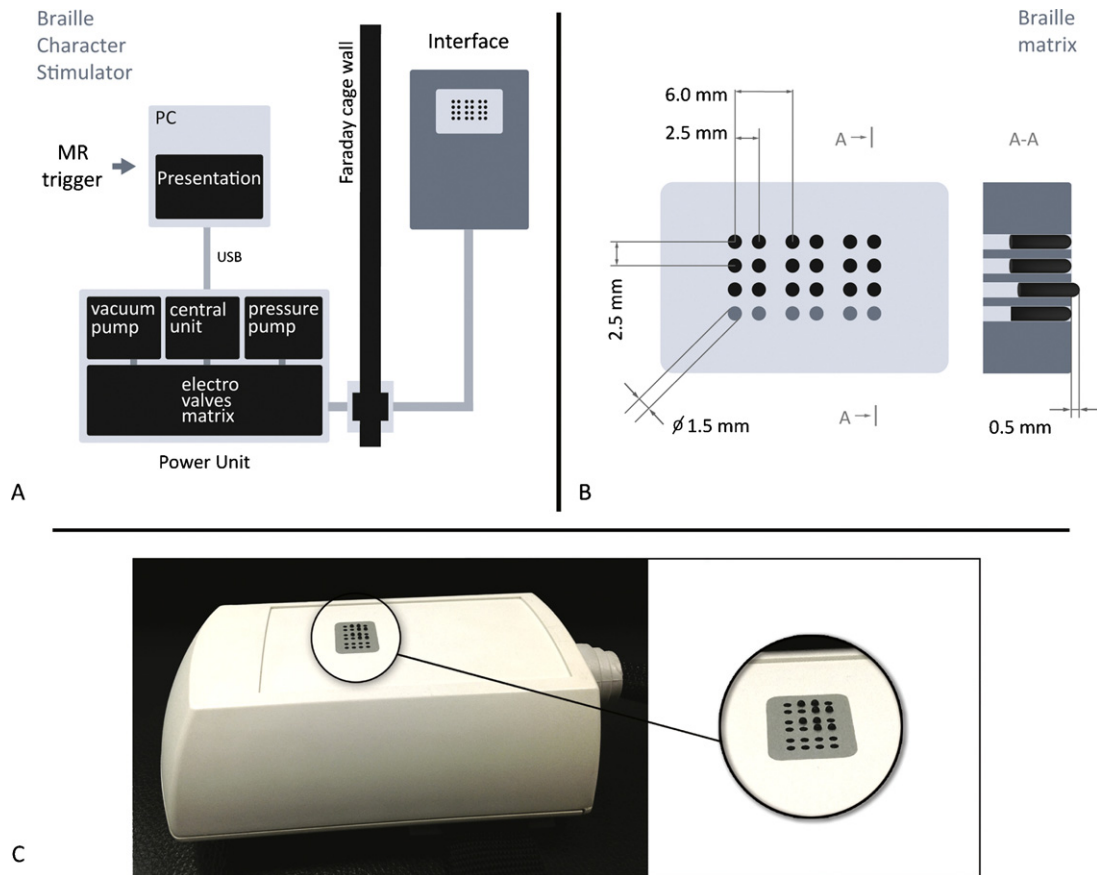 Braille
Character
Stimulator
PC
MR
trigger
Presentation
USB
vacuum
pump
central
unit
pressure
pump
electro
valves
matrix
Power Unit
Faraday cage wall
Interface
A
Braille
matrix
6.0 mm
2.5 mm
A
A-A
2.5 mm
ø 1.5 mm
A
0.5 mm
B
C